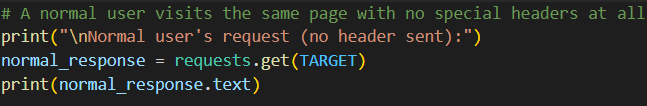 # A normal user visits the same page with no special headers at all
print("\nNormal user's request (no header sent):")
normal_response = requests.get(TARGET)
print(normal_response.text)